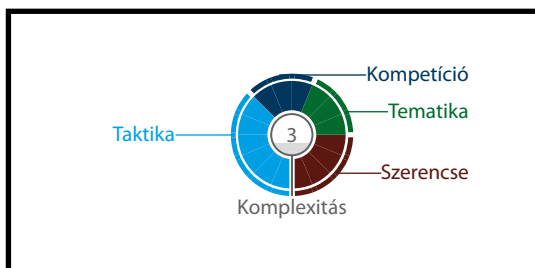 Kompetíció
Tematika
Taktika
3
Szerencse
Komplexitás